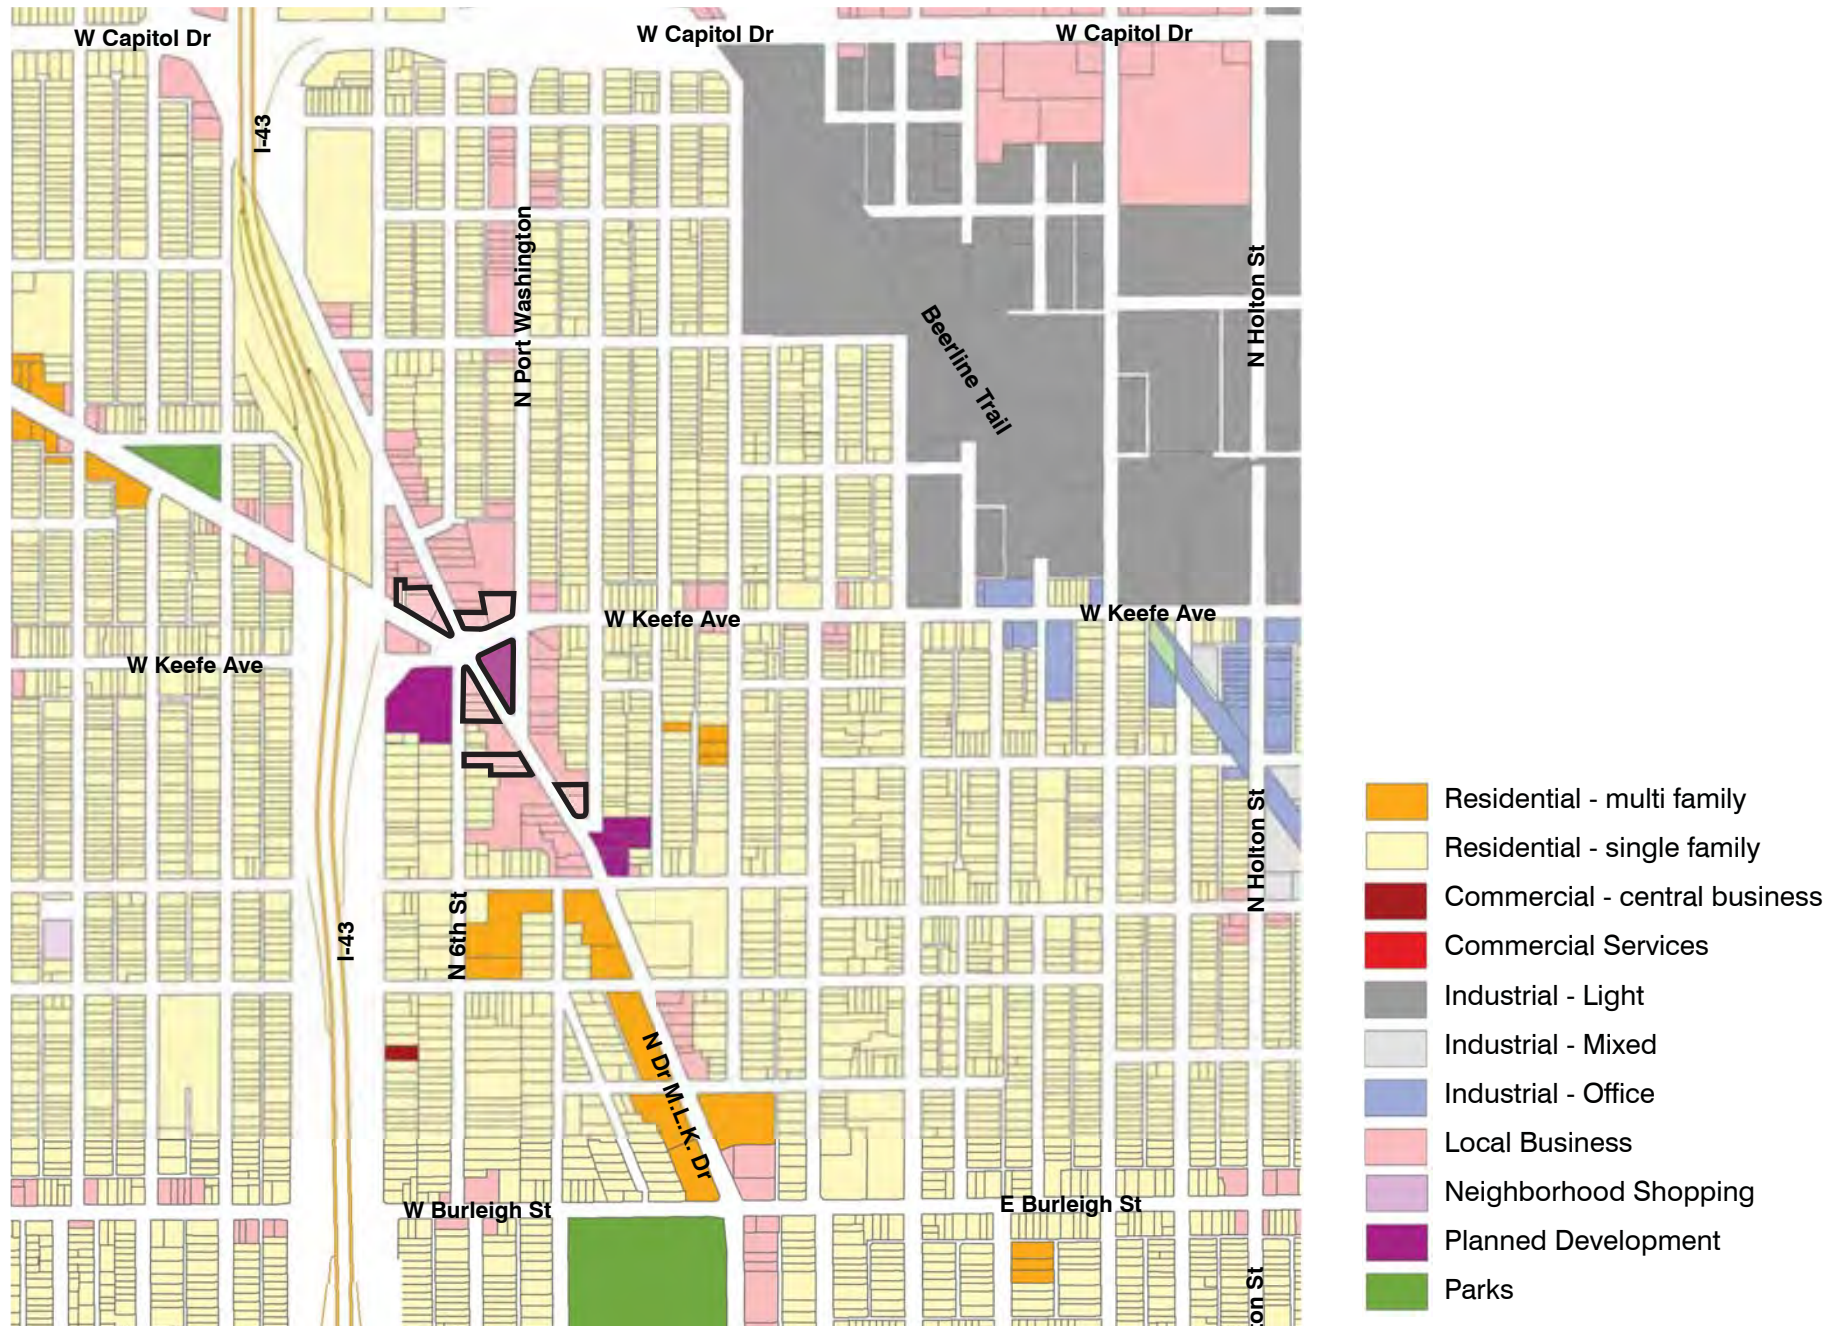 W Capitol Dr
W Capitol Dr
W Capitol Dr
I-43
N Port Washington
N Holton St
Beerline Trail
W Keefe Ave
W Keefe Ave
W Keefe Ave
N Holton St
N 6th St
I-43
N Dr M.L.K. Dr
W Burleigh St
E Burleigh St
ton St
Residential - multi family
Residential - single family
Commercial - central business
Commercial Services
Industrial - Light
Industrial - Mixed
Industrial - Office
Local Business
Neighborhood Shopping
Planned Development
Parks